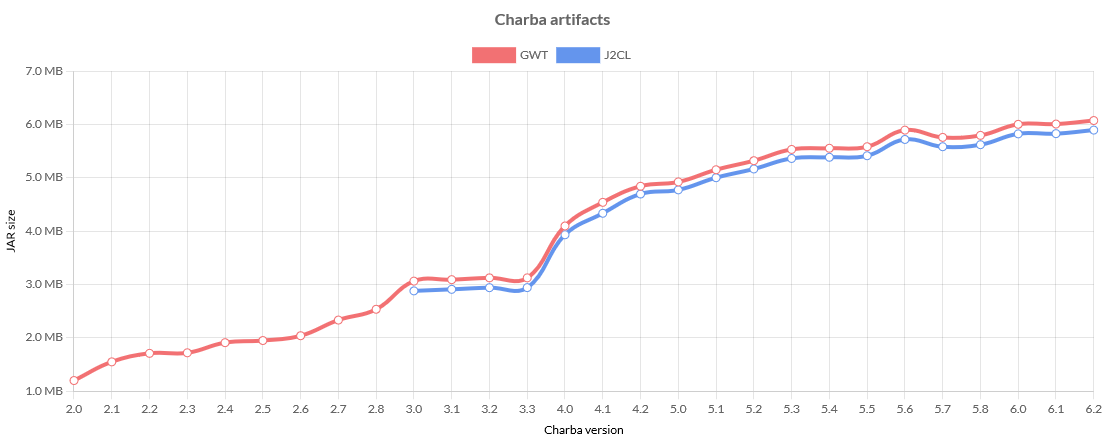 Charba artifacts
GWT J2CL
7.0 MB
6.0 MB
5.0 MB
4.0 MB
3.0 MB
2.0 MB
1.0 MB
JAR size
2.0 2.1 2.2 2.3 2.4 2.5 2.6 2.7 2.8 3.0 3.1 3.2 3.3 4.0 4.1 4.2 5.0 5.1 5.2 5.3 5.4 5.5 5.6 5.7 5.8 6.0 6.1 6.2
Charba version